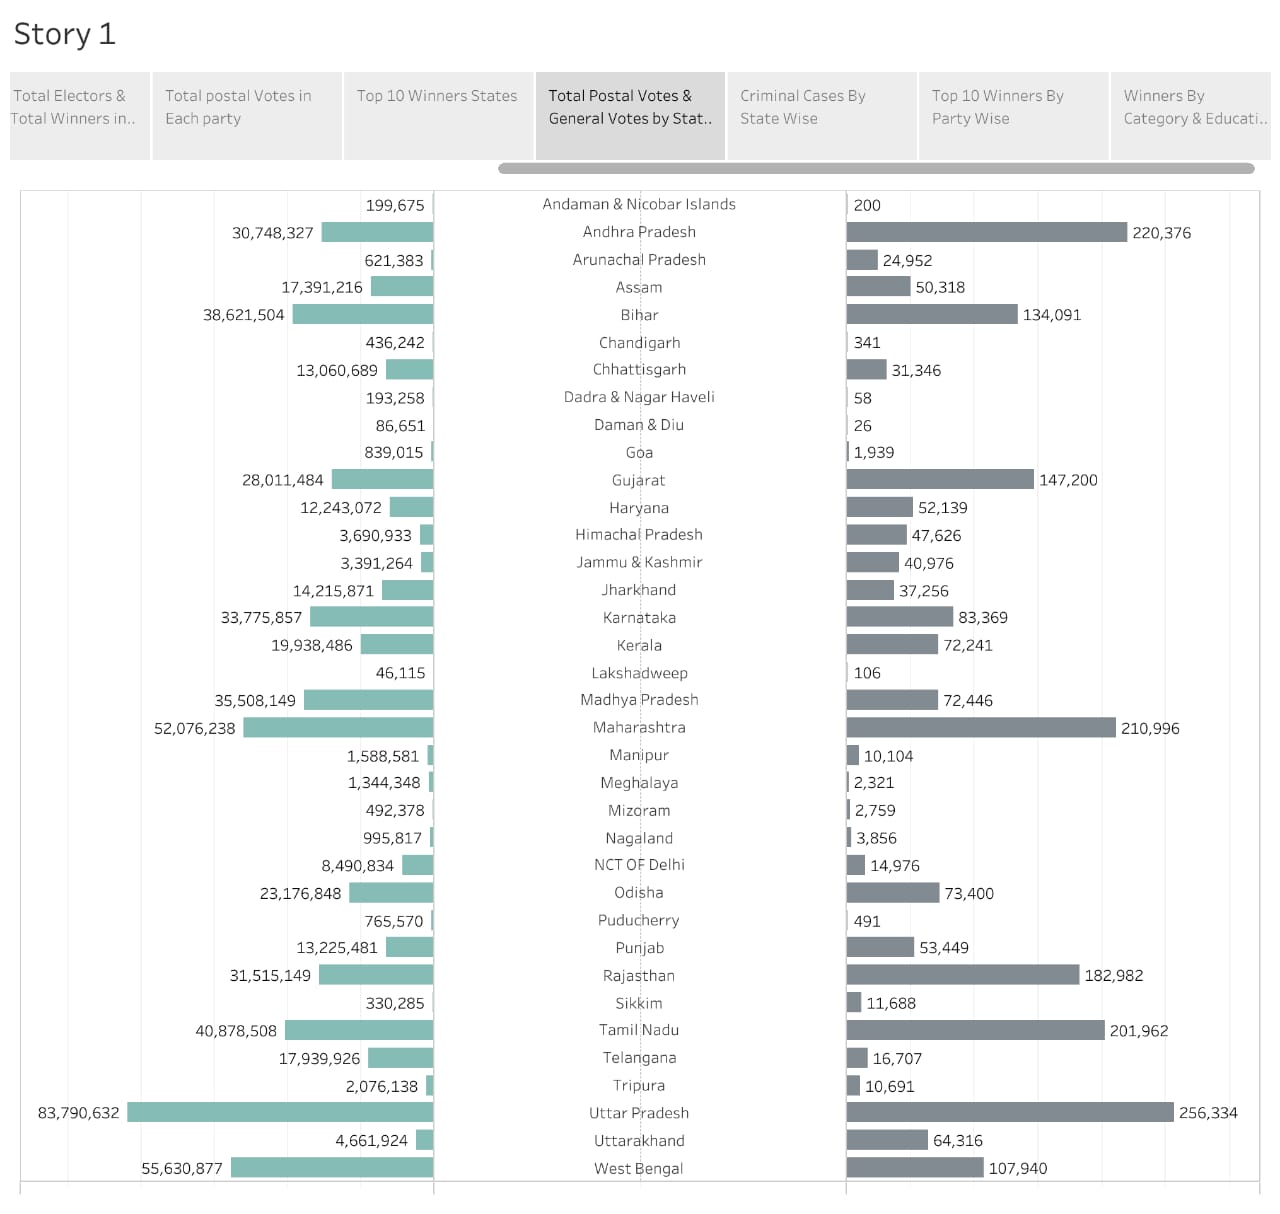 Story 1
Total Electors &
Total Winners in..
Total postal Votes in
Each party
Top 10 Winners States
Total Postal Votes &
General Votes by Stat..
Criminal Cases By
State Wise
Top 10 Winners By
Party Wise
Winners By
Category & Educati..
199,675 Andaman & Nicobar Islands 200
30,748,327 Andhra Pradesh 220,376
621,383 Arunachal Pradesh 24,952
17,391,216 Assam 50,318
38,621,504 Bihar 134,091
436,242 Chandigarh 341
13,060,689 Chhattisgarh 31,346
193,258 Dadra & Nagar Haveli 58
86,651 Daman & Diu 26
839,015 Goa 1,939
28,011,484 Gujarat 147,200
12,243,072 Haryana 52,139
3,690,933 Himachal Pradesh 47,626
3,391,264 Jammu & Kashmir 40,976
14,215,871 Jharkhand 37,256
33,775,857 Karnataka 83,369
19,938,486 Kerala 72,241
46,115 Lakshadweep 106
35,508,149 Madhya Pradesh 72,446
52,076,238 Maharashtra 210,996
1,588,581 Manipur 10,104
1,344,348 Meghalaya 2,321
492,378 Mizoram 2,759
995,817 Nagaland 3,856
8,490,834 NCT OF Delhi 14,976
23,176,848 Odisha 73,400
765,570 Puducherry 491
13,225,481 Punjab 53,449
31,515,149 Rajasthan 182,982
330,285 Sikkim 11,688
40,878,508 Tamil Nadu 201,962
17,939,926 Telangana 16,707
2,076,138 Tripura 10,691
83,790,632 Uttar Pradesh 256,334
4,661,924 Uttarakhand 64,316
55,630,877 West Bengal 107,940